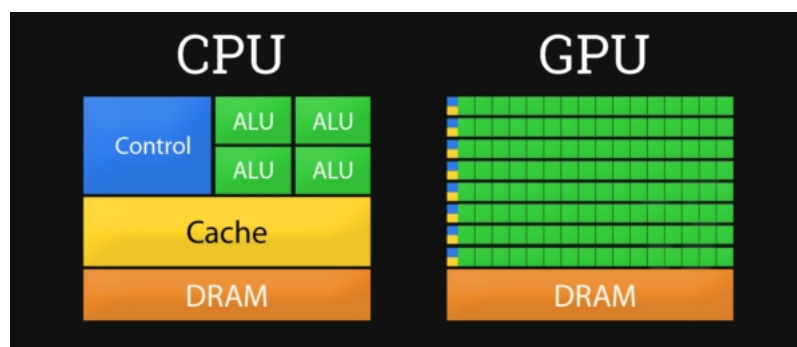 CPU
GPU
Control
ALU
ALU
ALU
ALU
Cache
DRAM
DRAM